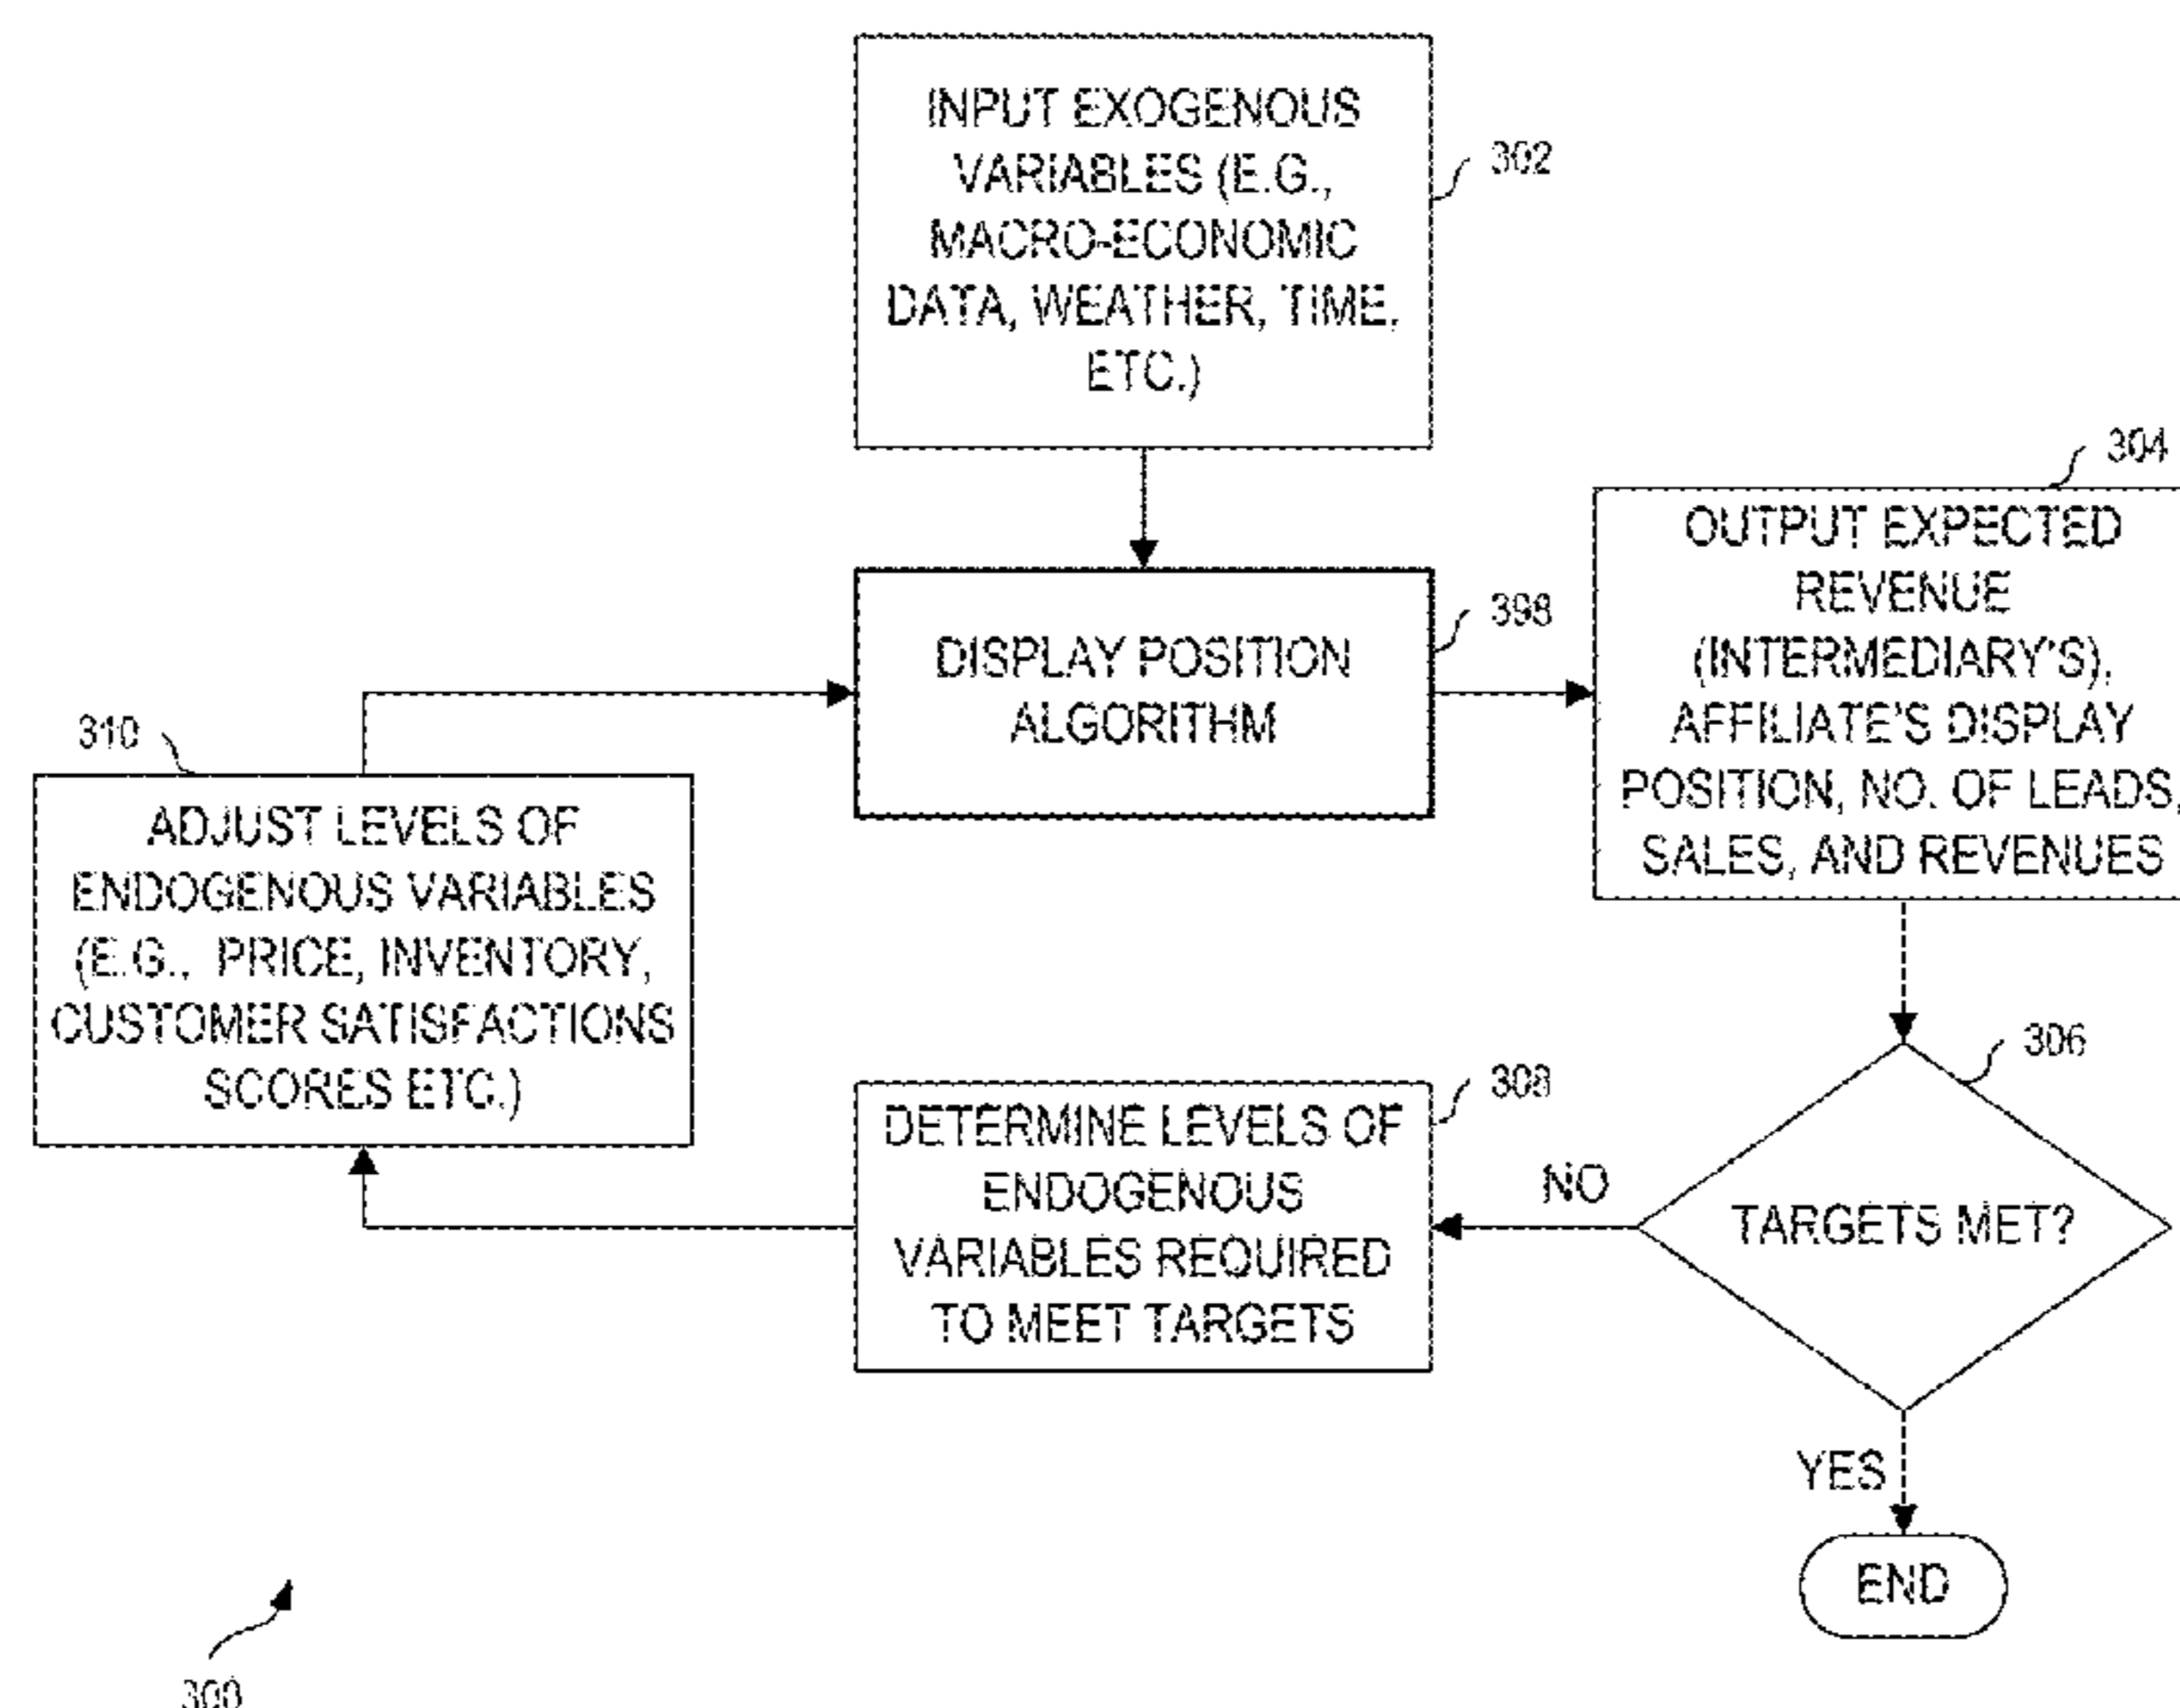 INPUT EXOGENOUS
VARIABLES (E.G.,
MACRO-ECONOMIC
DATA, WEATHER, TIME,
ETC.)
302
304
OUTPUT EXPECTED
REVENUE
(INTERMEDIARY'S),
AFFILIATE'S DISPLAY
POSITION, NO. OF LEADS,
SALES, AND REVENUES
DISPLAY POSITION
ALGORITHM
398
310
ADJUST LEVELS OF
ENDOGENOUS VARIABLES
(E.G., PRICE, INVENTORY,
CUSTOMER SATISFACTIONS
SCORES ETC.)
306
TARGETS MET?
NO
308
DETERMINE LEVELS OF
ENDOGENOUS
VARIABLES REQUIRED
TO MEET TARGETS
YES
END
300